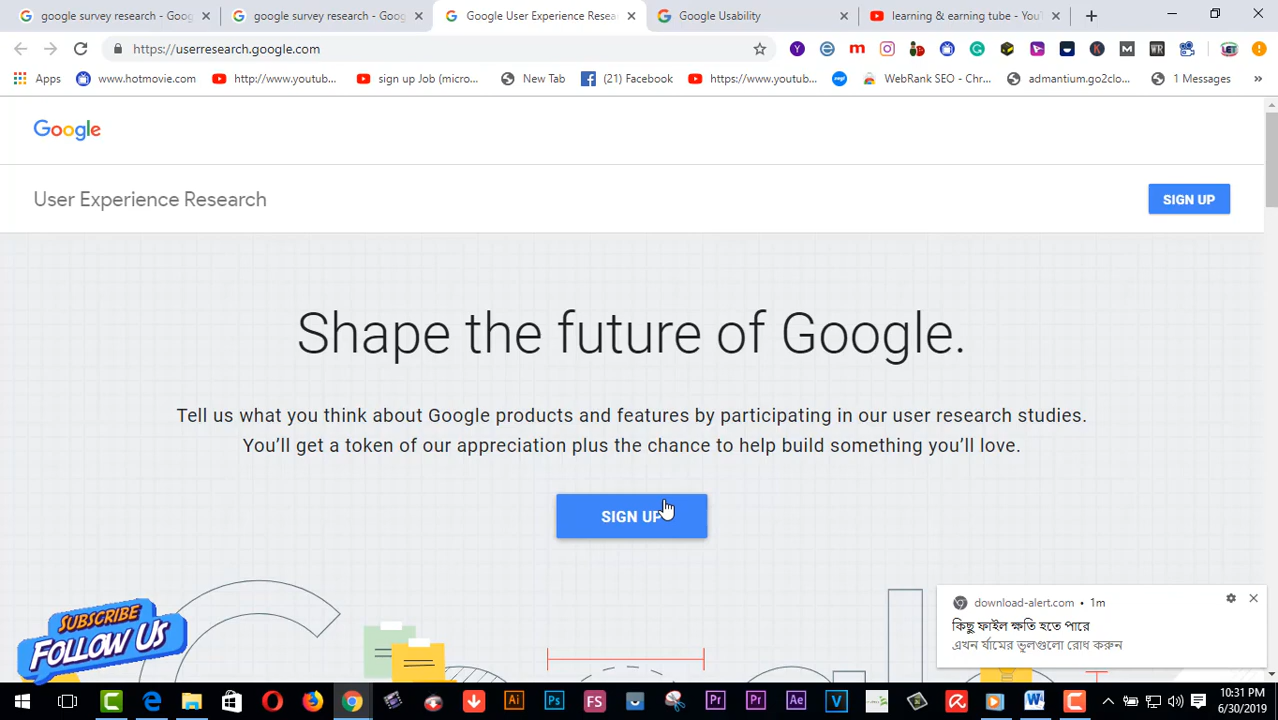 google survey research - Goog
google survey research - Goog
Google User Experience Resea
Google Usability
learning & earning tube - YouT
https://userresearch.google.com
Apps
www.hotmovie.com
http://www.youtub...
sign up Job (micro...
New Tab
(21) Facebook
https://www.youtub...
WebRank SEO - Chr...
admantium.go2clo...
1 Messages
Google
User Experience Research
SIGN UP
Shape the future of Google.
Tell us what you think about Google products and features by participating in our user research studies.
You’ll get a token of our appreciation plus the chance to help build something you’ll love.
SIGN UP
SUBSCRIBE
FOLLOW US
download-alert.com • 1m
কিছু ফাইল ক্ষতি হতে পারে
এখন র্যামের ভুলগুলো রোধ করুন
10:31 PM
6/30/2019